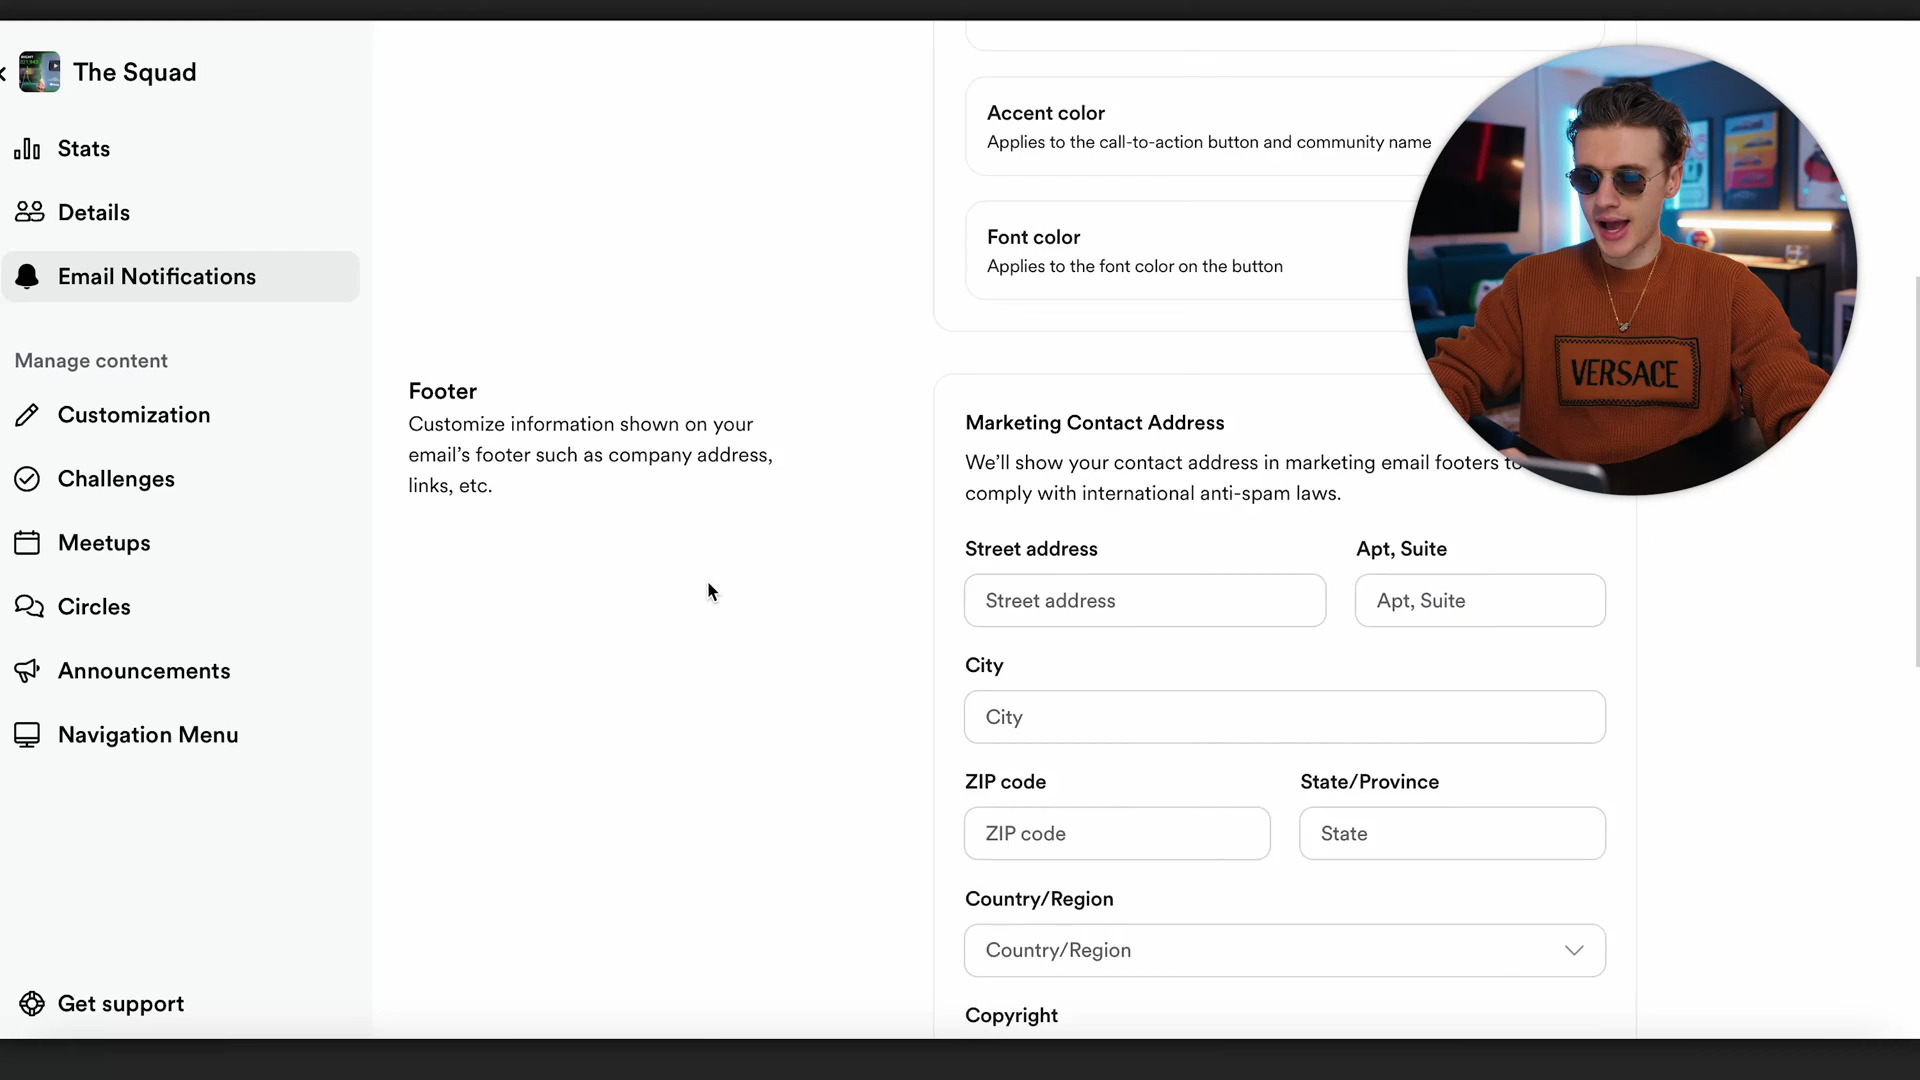 The Squad
Stats
Details
Email Notifications
Manage content
Customization
Challenges
Meetups
Circles
Announcements
Navigation Menu
Get support
Footer
Customize information shown on your
email’s footer such as company address,
links, etc.
Accent color
Applies to the call-to-action button and community name
Font color
Applies to the font color on the button
Marketing Contact Address
We’ll show your contact address in marketing email footers to
comply with international anti-spam laws.
Street address
Apt, Suite
Street address
Apt, Suite
City
City
ZIP code
State/Province
ZIP code
State
Country/Region
Country/Region
Copyright
VERSACE